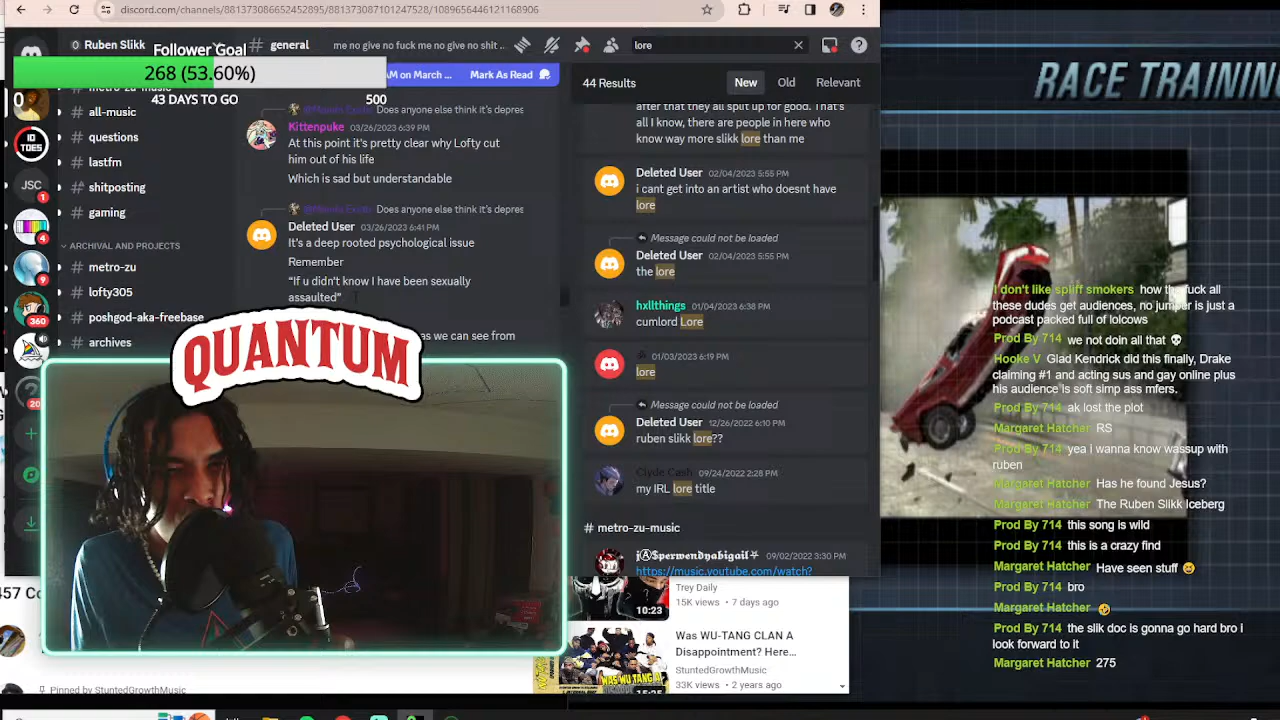 discord.com/channels/881373086652452895/881373087101247528/1089656446121168906
Ruben Slikk
# general
me no give no fuck me no give no shit ...
lore
Follower Goal
268 (53.60%)
0
43 DAYS TO GO
500
AM on March ...
Mark As Read
# all-music
# questions
# lastfm
# shitposting
# gaming
ARCHIVAL AND PROJECTS
# metro-zu
# lofty305
# poshgod-aka-freebase
# archives
10
TOES
JSC
1
4
9
360
20
Does anyone else think it's depres
Kittenpuke 03/26/2023 6:39 PM
At this point it's pretty clear why Lofty cut
him out of his life
Which is sad but understandable
Does anyone else think it's depres
Deleted User 03/26/2023 6:41 PM
It's a deep rooted psychological issue
Remember
"If u didn't know I have been sexually
assaulted"
as we can see from
QUANTUM
44 Results
New
Old
Relevant
after that they all split up for good. That's
all I know, there are people in here who
know way more slikk lore than me
Deleted User 02/04/2023 5:55 PM
i cant get into an artist who doesnt have
lore
Message could not be loaded
Deleted User 02/04/2023 5:55 PM
the lore
hxllthings 01/04/2023 6:38 PM
cumlord Lore
01/03/2023 6:19 PM
lore
Message could not be loaded
Deleted User 12/26/2022 6:10 PM
ruben slikk lore??
Clyde Cash 09/24/2022 2:28 PM
my IRL lore title
# metro-zu-music
09/02/2022 3:30 PM
https://music.youtube.com/watch?
10:23
Trey Daily
15K views • 7 days ago
Was WU-TANG CLAN A
Disappointment? Here...
StuntedGrowthMusic
33K views • 2 years ago
WAS WU TANG A
457 Co
Pinned by StuntedGrowthMusic
RACE TRAINING
I don't like spliff smokers how the fuck all
these dudes get audiences, no jumper is just a
podcast packed full of lolcows
Prod By 714 we not doin all that 💀
Hooke V Glad Kendrick did this finally, Drake
claiming #1 and acting sus and gay online plus
his audience is soft simp ass mfers.
Prod By 714 ak lost the plot
Margaret Hatcher RS
Prod By 714 yea i wanna know wassup with
ruben
Margaret Hatcher Has he found Jesus?
Margaret Hatcher The Ruben Slikk Iceberg
Prod By 714 this song is wild
Prod By 714 this is a crazy find
Margaret Hatcher Have seen stuff 😆
Prod By 714 bro
Margaret Hatcher 🤣
Prod By 714 the slik doc is gonna go hard bro i
look forward to it
Margaret Hatcher 275